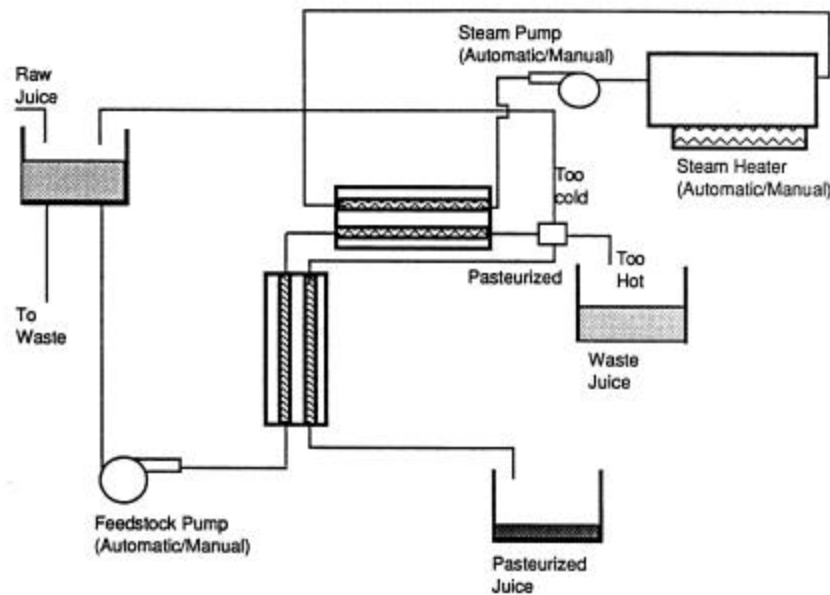 Steam Pump
(Automatic/Manual)
Raw
Juice
Steam Heater
(Automatic/Manual)
Too
cold
Pasteurized
Too
Hot
To
Waste
Waste
Juice
Feedstock Pump
(Automatic/Manual)
Pasteurized
Juice